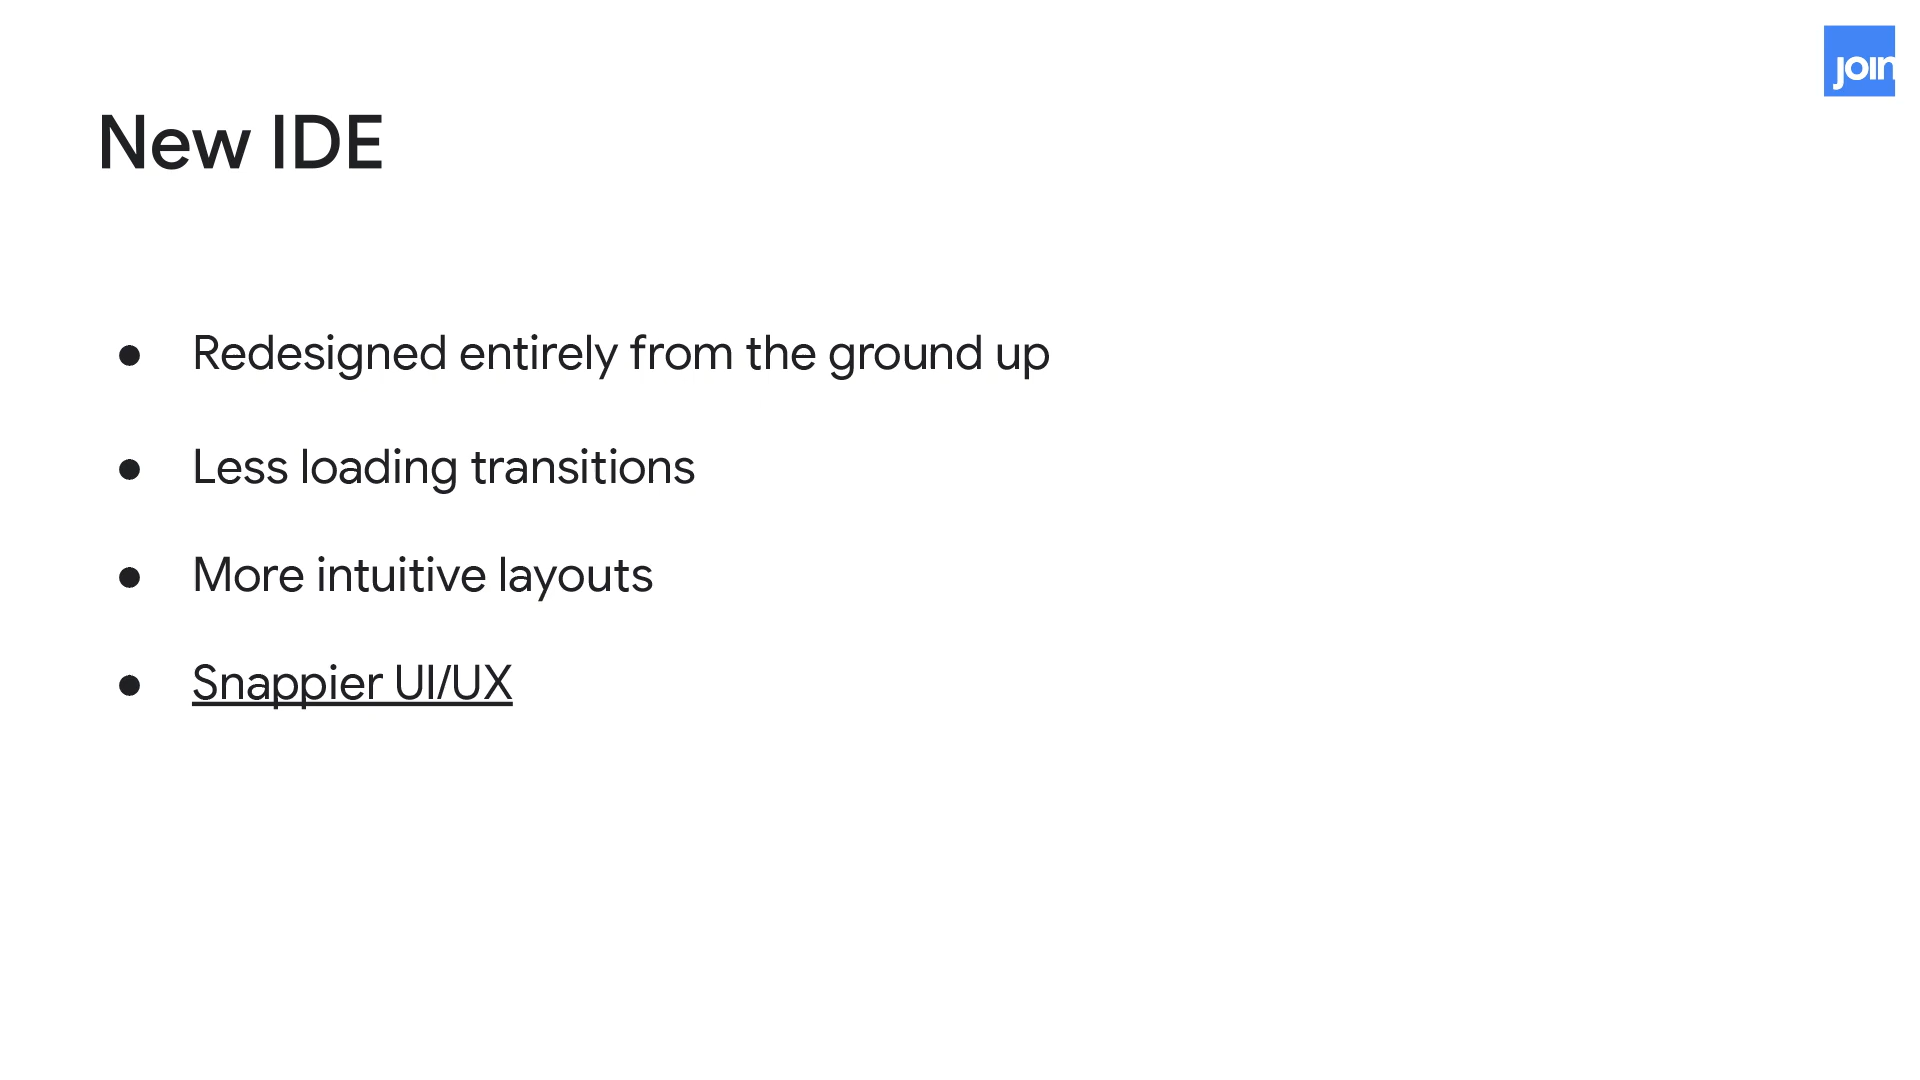 join
New IDE
● Redesigned entirely from the ground up
● Less loading transitions
● More intuitive layouts
● Snappier UI/UX